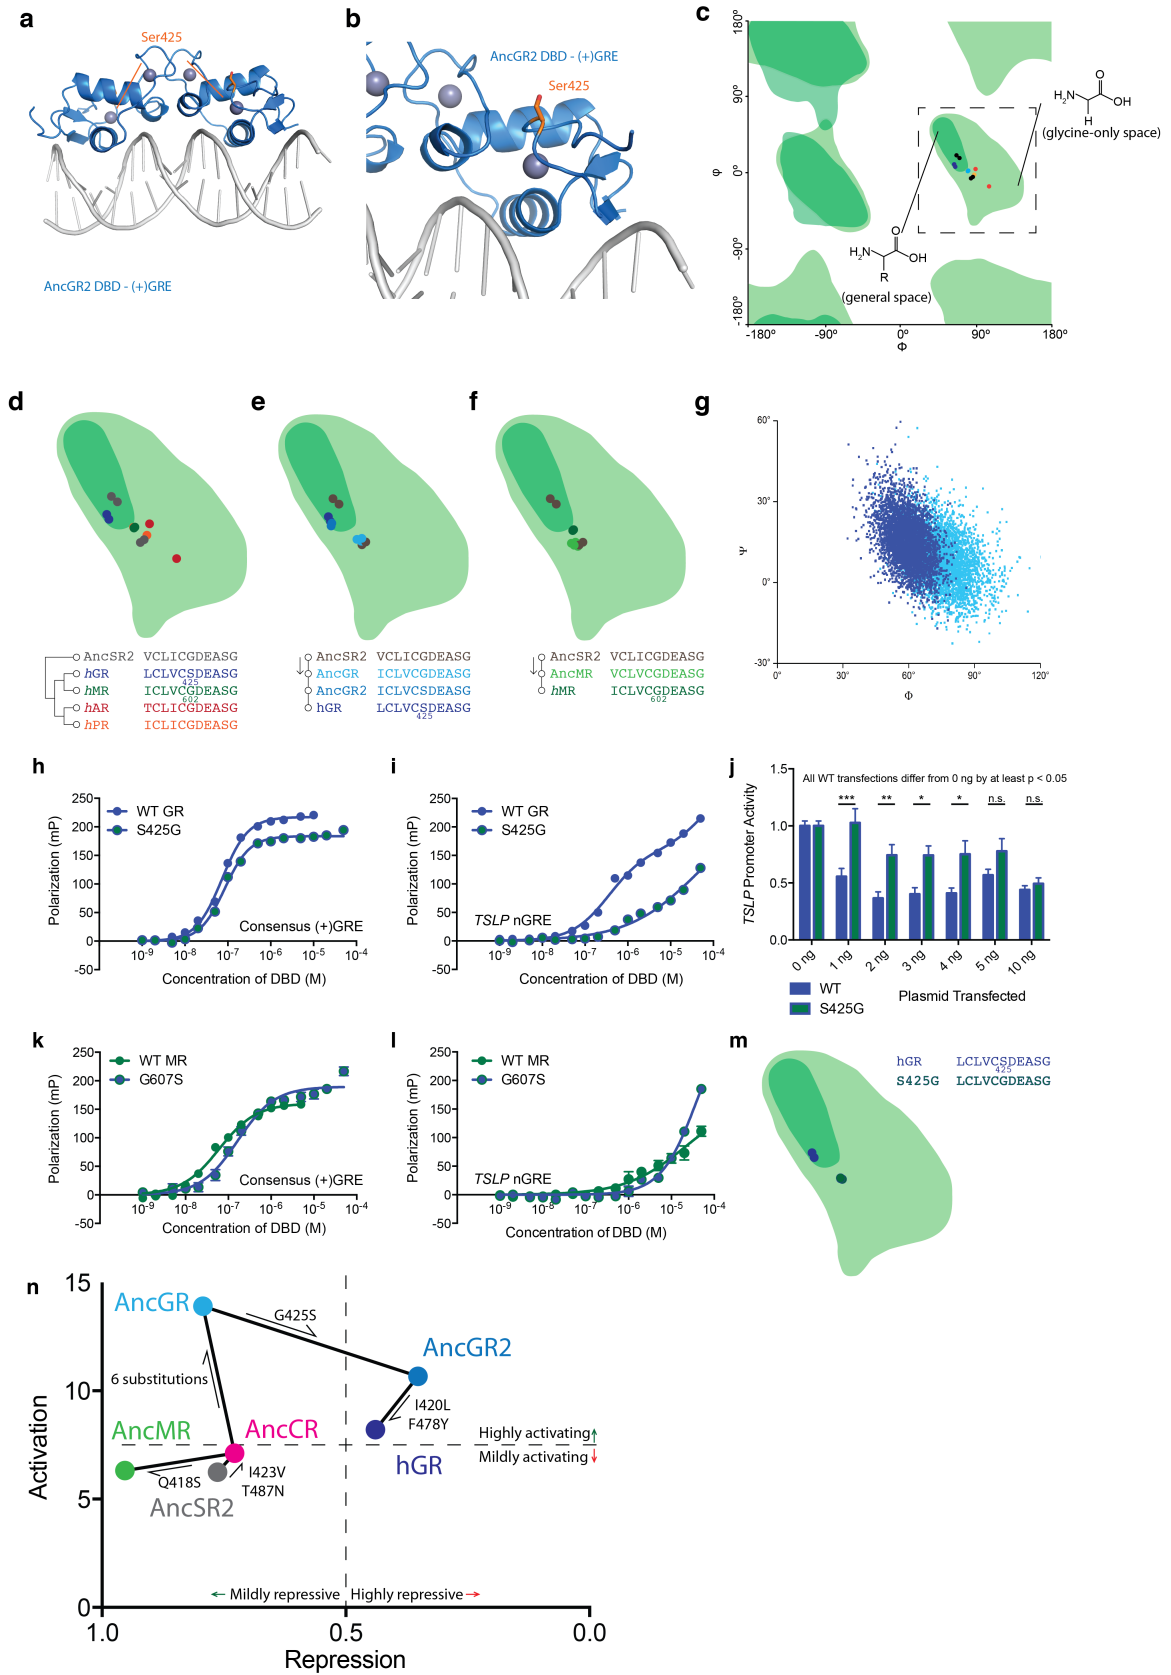 a
Ser425
AncGR2 DBD - (+)GRE
b
AncGR2 DBD - (+)GRE
Ser425
c
180°
90°
0°
-90°
-180°
φ
-180°
-90°
0°
90°
180°
Φ
H₂N
O
OH
H
(glycine-only space)
H₂N
O
OH
R
(general space)
d
AncSR2 VCLICGDEASG
hGR LCLVCSDEASG
425
hMR ICLVCGDEASG
602
hAR TCLICGDEASG
hPR ICLICGDEASG
e
AncSR2 VCLICGDEASG
AncGR ICLVCGDEASG
AncGR2 ICLVCSDEASG
hGR LCLVCSDEASG
425
f
AncSR2 VCLICGDEASG
AncMR VCLVCGDEASG
hMR ICLVCGDEASG
602
g
60°
30°
0°
-30°
Ψ
0°
30°
60°
90°
120°
Φ
h
250
200
150
100
50
0
-50
Polarization (mP)
WT GR
S425G
Consensus (+)GRE
10⁻⁹ 10⁻⁸ 10⁻⁷ 10⁻⁶ 10⁻⁵ 10⁻⁴
Concentration of DBD (M)
i
250
200
150
100
50
0
-50
Polarization (mP)
WT GR
S425G
TSLP nGRE
10⁻⁹ 10⁻⁸ 10⁻⁷ 10⁻⁶ 10⁻⁵ 10⁻⁴
Concentration of DBD (M)
j
1.5
1.0
0.5
0.0
TSLP Promoter Activity
All WT transfections differ from 0 ng by at least p < 0.05
*** ** * * n.s. n.s.
0 ng 1 ng 2 ng 3 ng 4 ng 5 ng 10 ng
WT
S425G
Plasmid Transfected
k
250
200
150
100
50
0
-50
Polarization (mP)
WT MR
G607S
Consensus (+)GRE
10⁻⁹ 10⁻⁸ 10⁻⁷ 10⁻⁶ 10⁻⁵ 10⁻⁴
Concentration of DBD (M)
l
250
200
150
100
50
0
-50
Polarization (mP)
WT MR
G607S
TSLP nGRE
10⁻⁹ 10⁻⁸ 10⁻⁷ 10⁻⁶ 10⁻⁵ 10⁻⁴
Concentration of DBD (M)
m
hGR LCLVCSDEASG
425
S425G LCLVCGDEASG
n
15
10
5
0
Activation
AncGR
G425S
AncGR2
6 substitutions
I420L
F478Y
AncMR
AncCR
hGR
Highly activating↑
Mildly activating↓
Q418S
I423V
T487N
AncSR2
← Mildly repressive
Highly repressive →
1.0
0.5
0.0
Repression